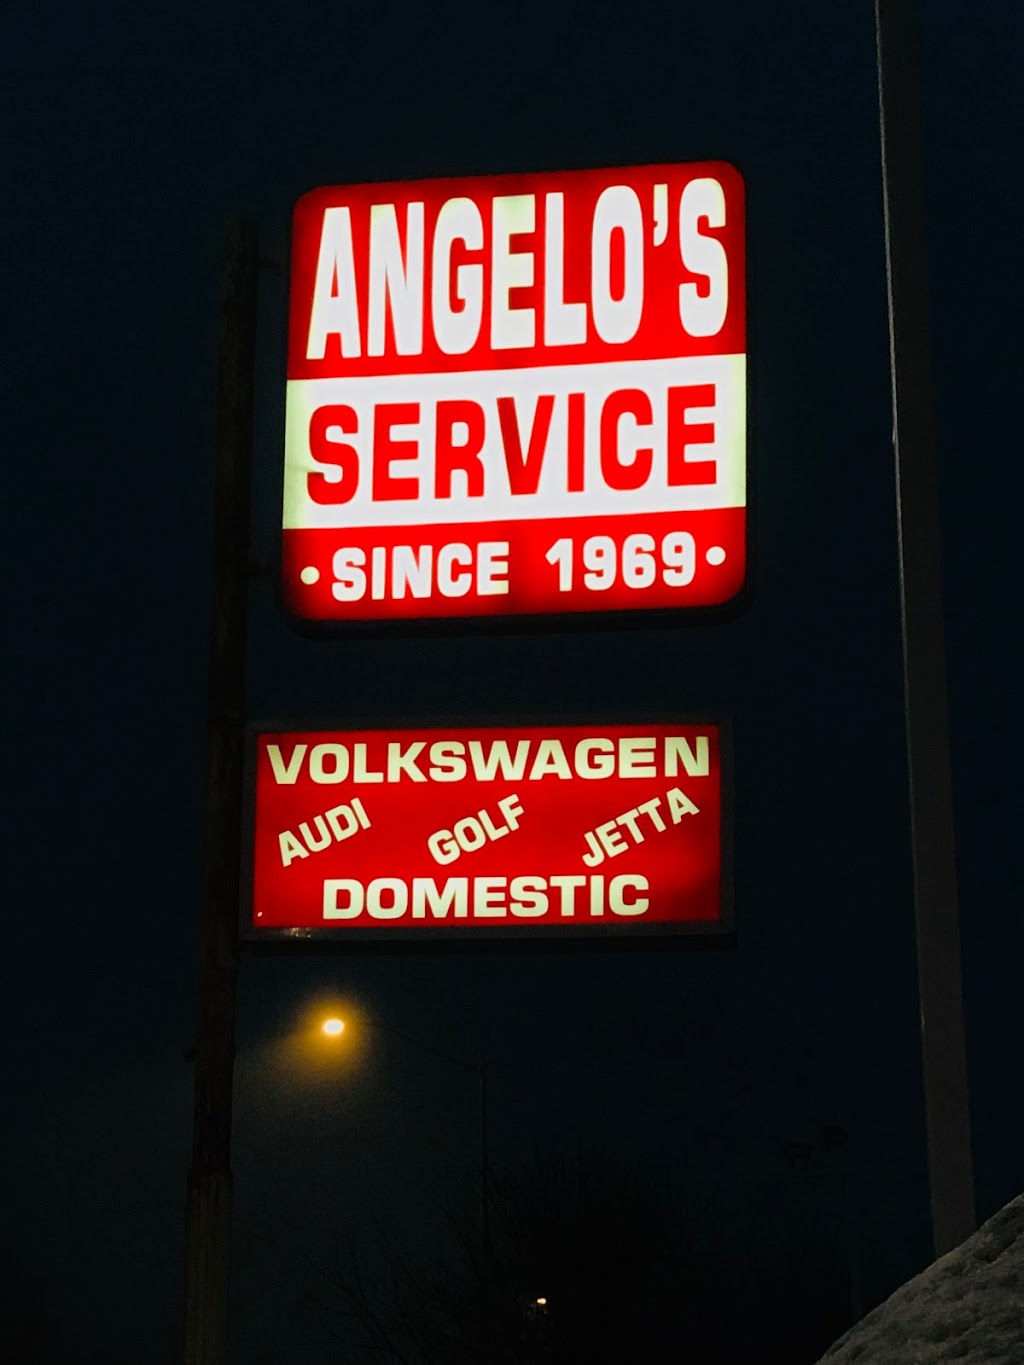 ANGELO'S
SERVICE
• SINCE 1969 •
VOLKSWAGEN
AUDI GOLF JETTA
DOMESTIC